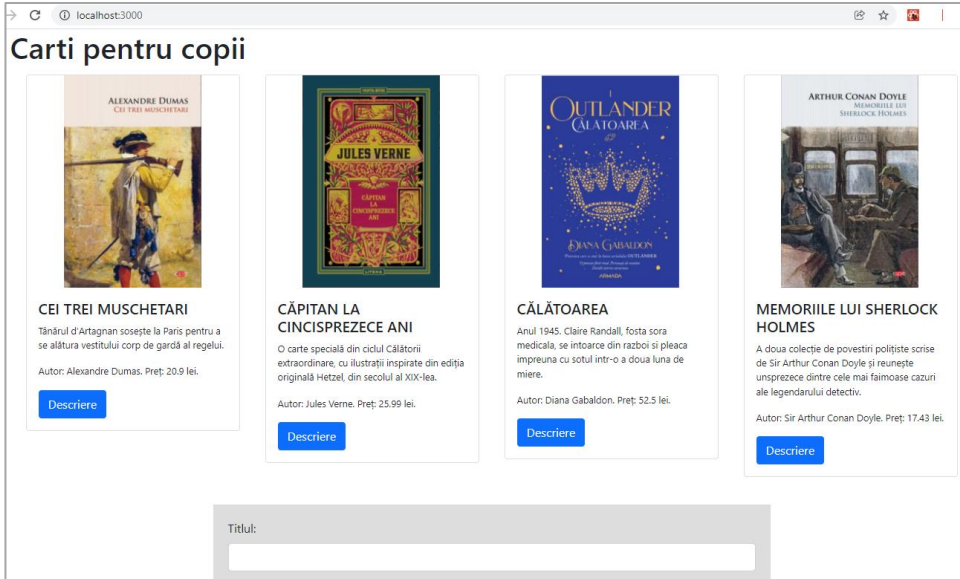 localhost:3000
Carti pentru copii
ALEXANDRE DUMAS
CEI TREI MUSCHETARI
JULES VERNE
CĂPITAN
LA
CINCISPREZECE
ANI
LITERA
I
OUTLANDER
CĂLĂTOAREA
DIANA GABALDON
ARMADA
ARTHUR CONAN DOYLE
MEMORIILE LUI
SHERLOCK HOLMES
CEI TREI MUSCHETARI
Tânărul d'Artagnan sosește la Paris pentru a
se alătura vestitului corp de gardă al regelui.
Autor: Alexandre Dumas. Preț: 20.9 lei.
Descriere
CĂPITAN LA
CINCISPREZECE ANI
O carte specială din ciclul Călătorii
extraordinare, cu ilustrații inspirate din ediția
originală Hetzel, din secolul al XIX-lea.
Autor: Jules Verne. Preț: 25.99 lei.
Descriere
CĂLĂTOAREA
Anul 1945. Claire Randall, fosta sora
medicala, se intoarce din razboi si pleaca
impreuna cu sotul intr-o a doua luna de
miere.
Autor: Diana Gabaldon. Preț: 52.5 lei.
Descriere
MEMORIILE LUI SHERLOCK
HOLMES
A doua colecție de povestiri polițiste scrise
de Sir Arthur Conan Doyle și reunește
unsprezece dintre cele mai faimoase cazuri
ale legendarului detectiv.
Autor: Sir Arthur Conan Doyle. Preț: 17.43 lei.
Descriere
Titlul: